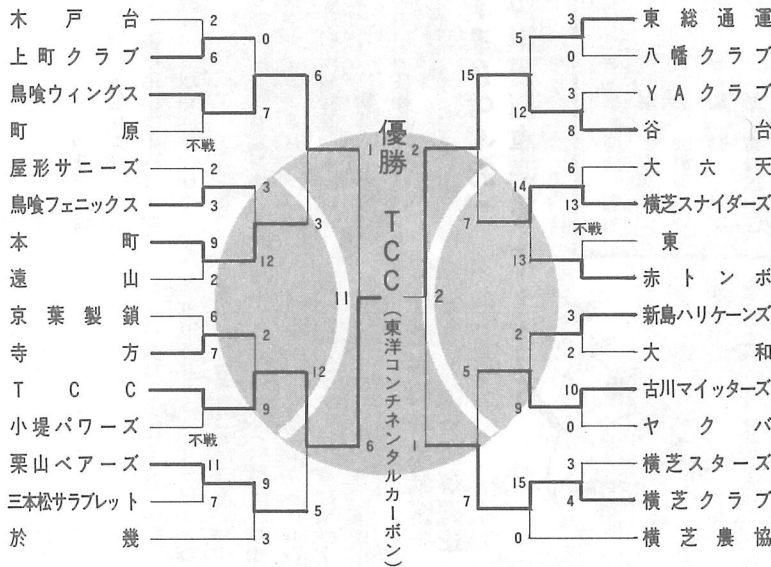 木戸台
上町クラブ
鳥喰ウィングス
町原
屋形サニーズ
鳥喰フェニックス
本町
遠山
京葉製鎖
寺方
TCC
小堤パワーズ
栗山ベアーズ
三本松サラブレット
於幾
2
6
不戦
2
3
9
2
6
7
不戦
11
7
3
0
7
3
12
2
9
9
6
3
12
5
1
6
11
優勝 TCC(東洋コンチネンタルカーボン)
2
2
1
15
7
5
7
5
12
14
13
2
9
15
0
3
0
3
8
6
13
不戦
3
2
10
0
3
4
東総通運
八幡クラブ
YAクラブ
谷台
大六天
横芝スナイダーズ
東
赤トンボ
新島ハリケーンズ
大和
古川マイッターズ
ヤクバ
横芝スターズ
横芝クラブ
横芝農協